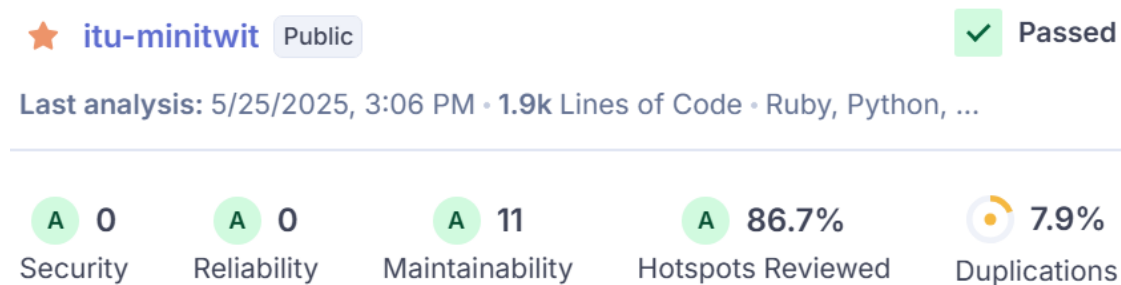 itu-minitwit Public Passed
Last analysis: 5/25/2025, 3:06 PM • 1.9k Lines of Code • Ruby, Python, ...
A 0 A 0 A 11 A 86.7% 7.9%
Security Reliability Maintainability Hotspots Reviewed Duplications